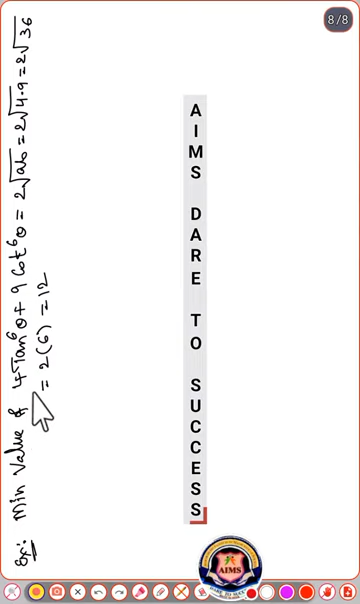 8/8
Ex:- Min Value of 4 Tan⁶θ + 9 Cot⁶θ = 2√ab = 2√4·9 = 2√36
= 2(6) = 12
AIMS DARE TO SUCCESS
AIMS